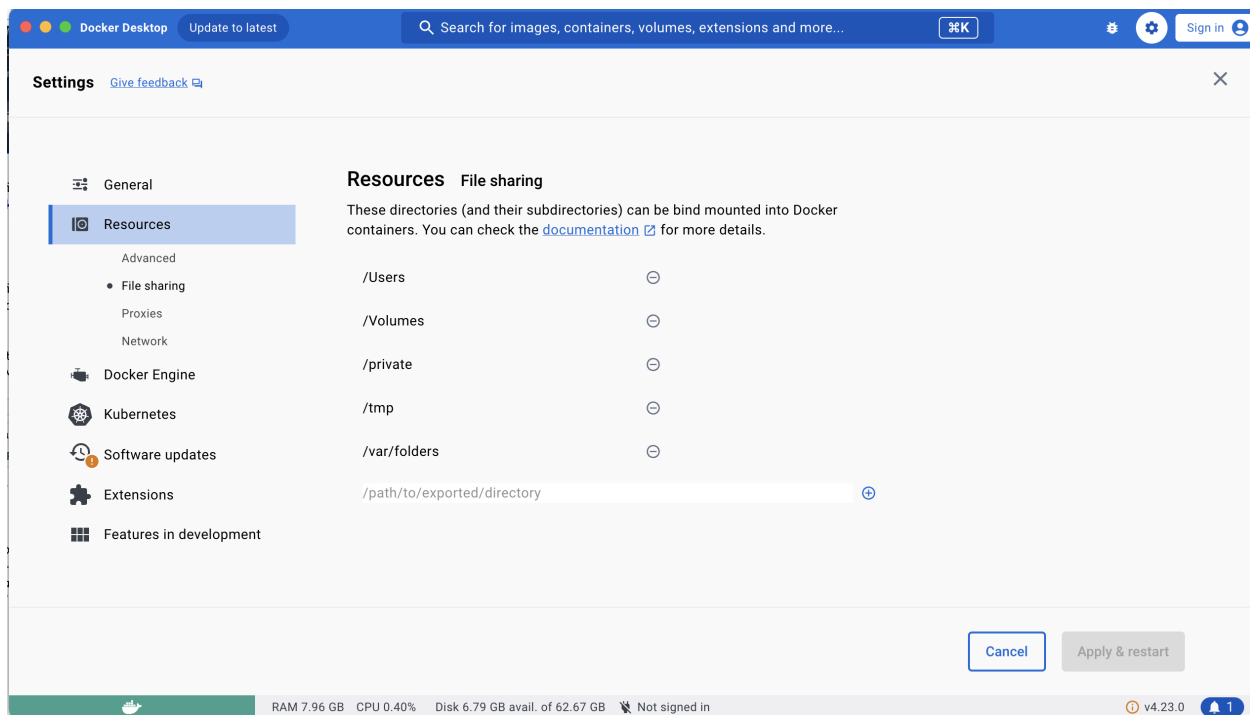 Docker Desktop Update to latest Search for images, containers, volumes, extensions and more... ⌘K Sign in
Settings Give feedback
General
Resources
Advanced
File sharing
Proxies
Network
Docker Engine
Kubernetes
Software updates
Extensions
Features in development
Resources File sharing
These directories (and their subdirectories) can be bind mounted into Docker
containers. You can check the documentation for more details.
/Users
/Volumes
/private
/tmp
/var/folders
/path/to/exported/directory
Cancel Apply & restart
RAM 7.96 GB CPU 0.40% Disk 6.79 GB avail. of 62.67 GB Not signed in v4.23.0 1